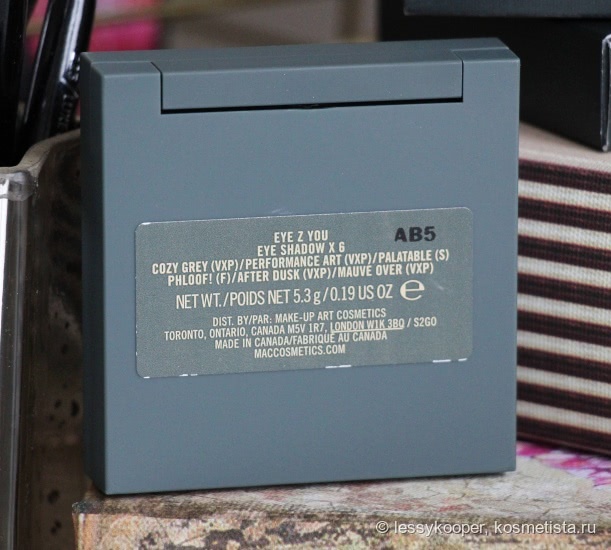 EYE Z YOU
AB5
EYE SHADOW X 6
COZY GREY (VXP)/PERFORMANCE ART (VXP)/PALATABLE (S)
PHLOOF! (F)/AFTER DUSK (VXP)/MAUVE OVER (VXP)
NET WT./POIDS NET 5.3 g/0.19 US OZ e
DIST. BY/PAR: MAKE-UP ART COSMETICS
TORONTO, ONTARIO, CANADA M5V 1R7, LONDON W1K 3BQ / S2GO
MADE IN CANADA/FABRIQUÉ AU CANADA
MACCOSMETICS.COM
© lessykooper, kosmetista.ru